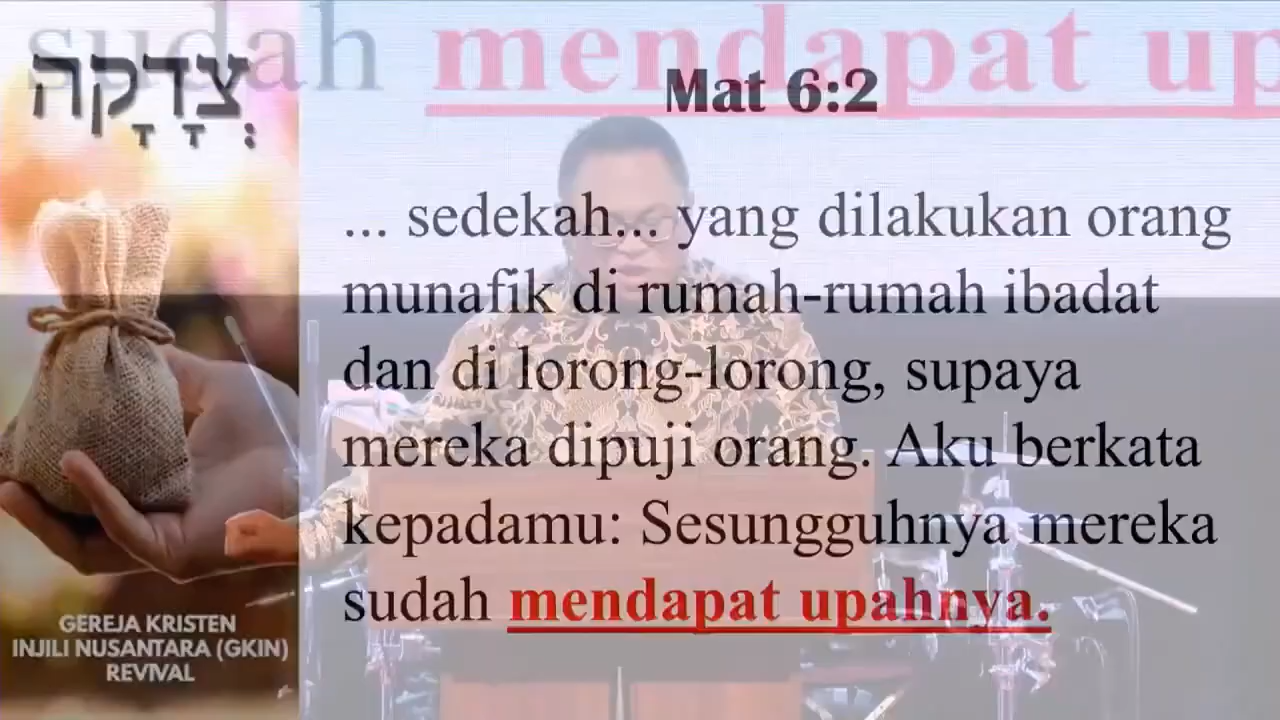 sudah mendapat up
צְדָקָה
Mat 6:2
... sedekah... yang dilakukan orang
munafik di rumah-rumah ibadat
dan di lorong-lorong, supaya
mereka dipuji orang. Aku berkata
kepadamu: Sesungguhnya mereka
sudah mendapat upahnya.
GEREJA KRISTEN
INJILI NUSANTARA (GKIN)
REVIVAL